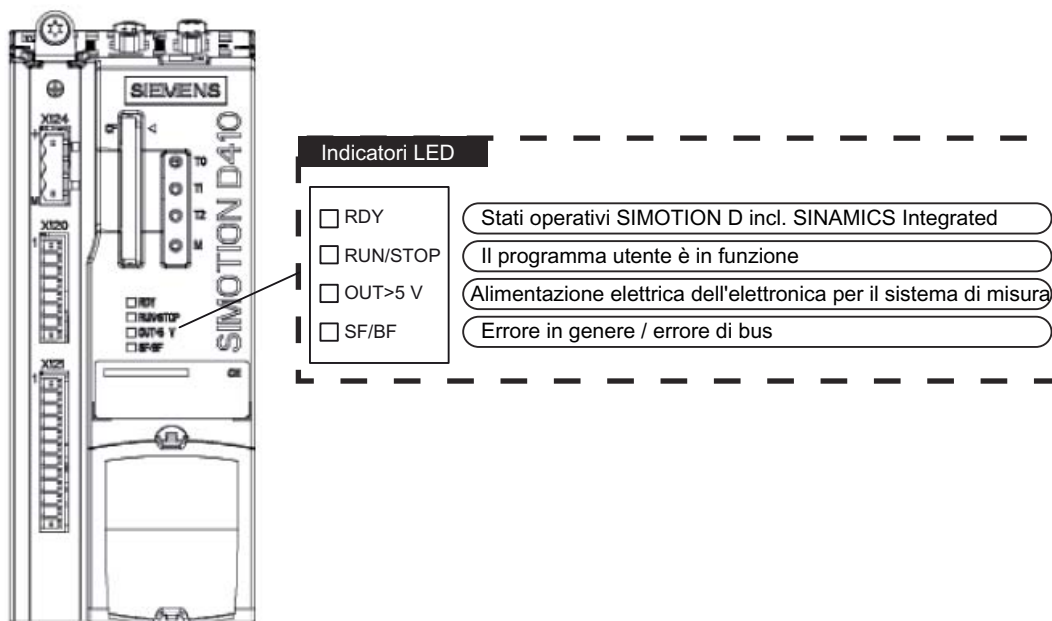 SIEMENS
X124
+
M
T0
T1
T2
M
SIMOTION D410
X120
1
RDY
RUN/STOP
OUT>5 V
SF/BF
X121
1
Indicatori LED
RDY
Stati operativi SIMOTION D incl. SINAMICS Integrated
RUN/STOP
Il programma utente è in funzione
OUT>5 V
Alimentazione elettrica dell'elettronica per il sistema di misura
SF/BF
Errore in genere / errore di bus